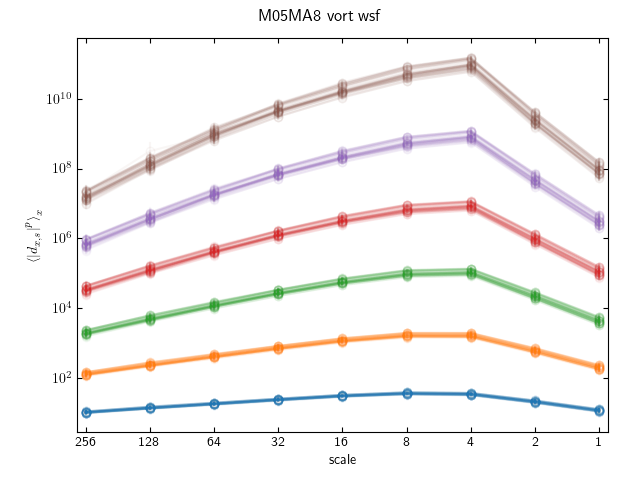 M05MA8 vort wsf
10^{10}
10^{8}
10^{6}
10^{4}
10^{2}
⟨|d_{x,s}|^p⟩_x
256 128 64 32 16 8 4 2 1
scale